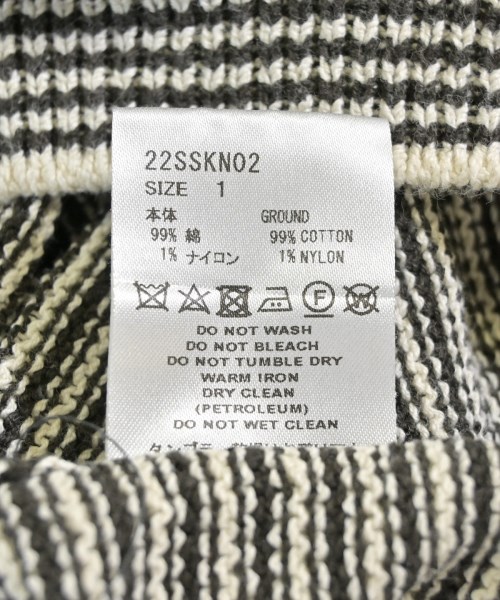 22SSKN02
SIZE 1
本体 GROUND
99% 綿 99% COTTON
1% ナイロン 1% NYLON
F W
DO NOT WASH
DO NOT BLEACH
DO NOT TUMBLE DRY
WARM IRON
DRY CLEAN
(PETROLEUM)
DO NOT WET CLEAN